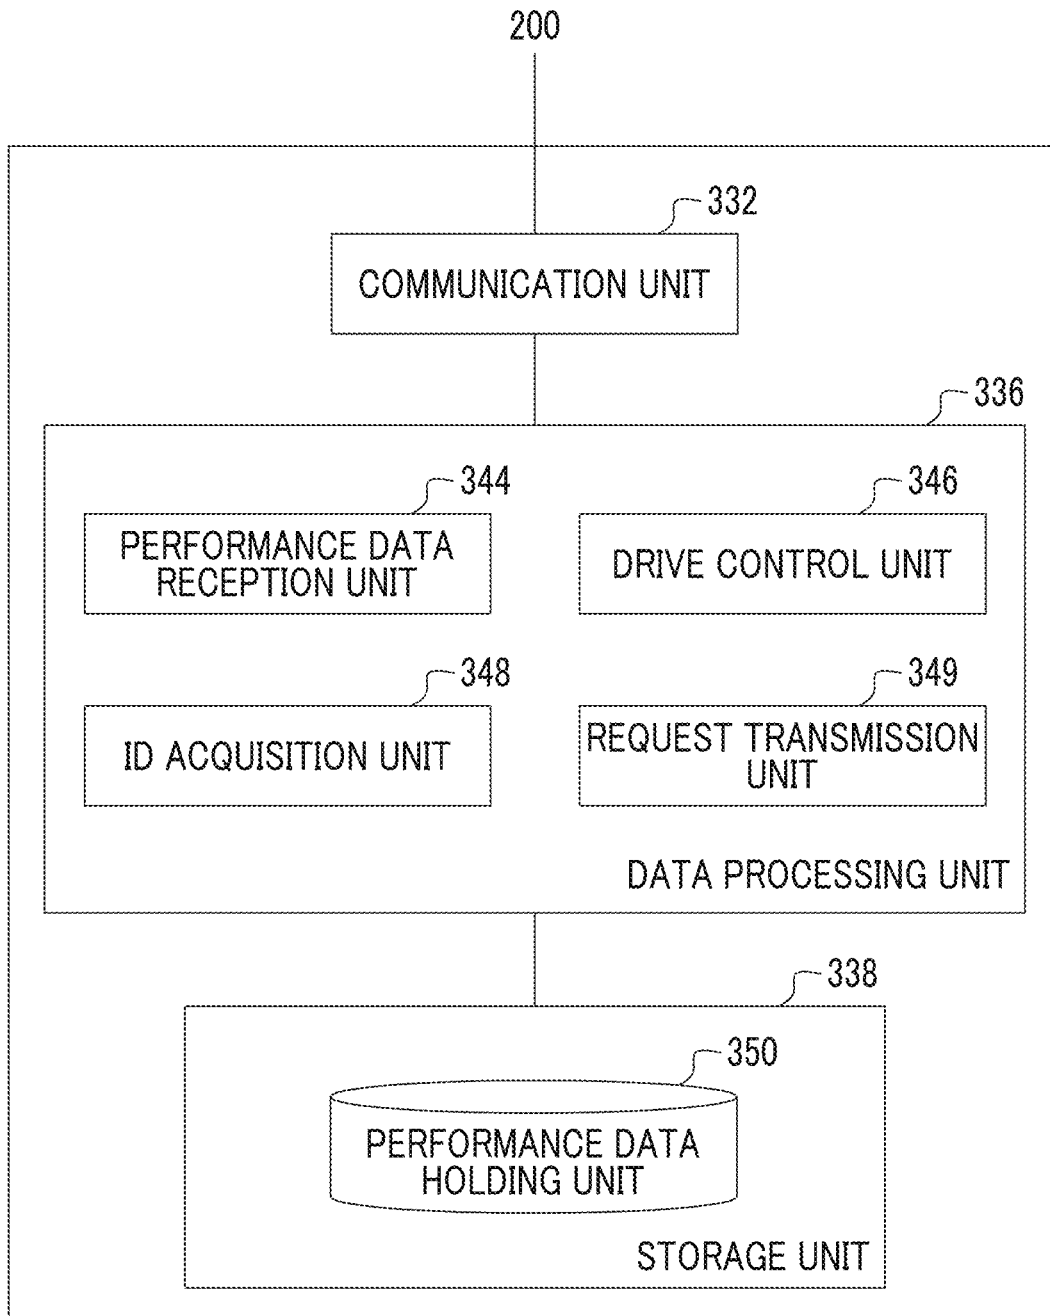 200
332
COMMUNICATION UNIT
336
344
PERFORMANCE DATA
RECEPTION UNIT
346
DRIVE CONTROL UNIT
348
ID ACQUISITION UNIT
349
REQUEST TRANSMISSION
UNIT
DATA PROCESSING UNIT
338
350
PERFORMANCE DATA
HOLDING UNIT
STORAGE UNIT